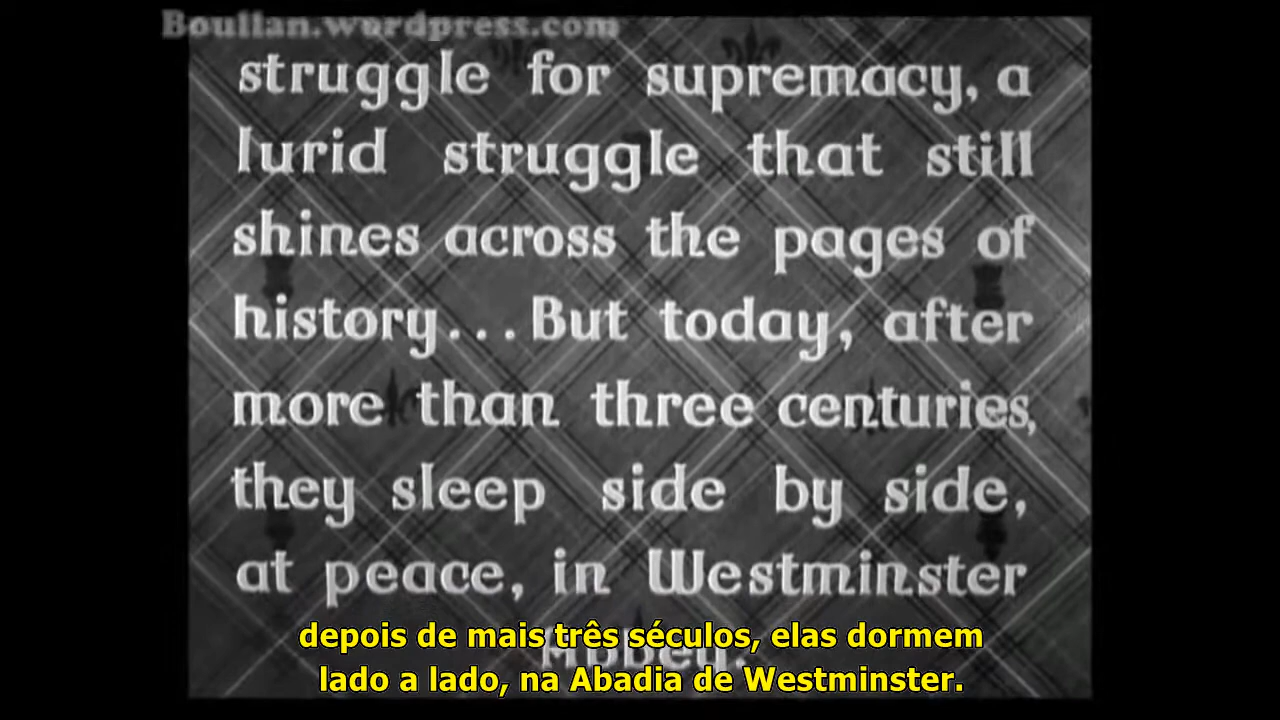 Boullan.wordpress.com
struggle for supremacy, a
lurid struggle that still
shines across the pages of
history... But today, after
more than three centuries,
they sleep side by side,
at peace, in Westminster
Abbey.
depois de mais três séculos, elas dormem
lado a lado, na Abadia de Westminster.